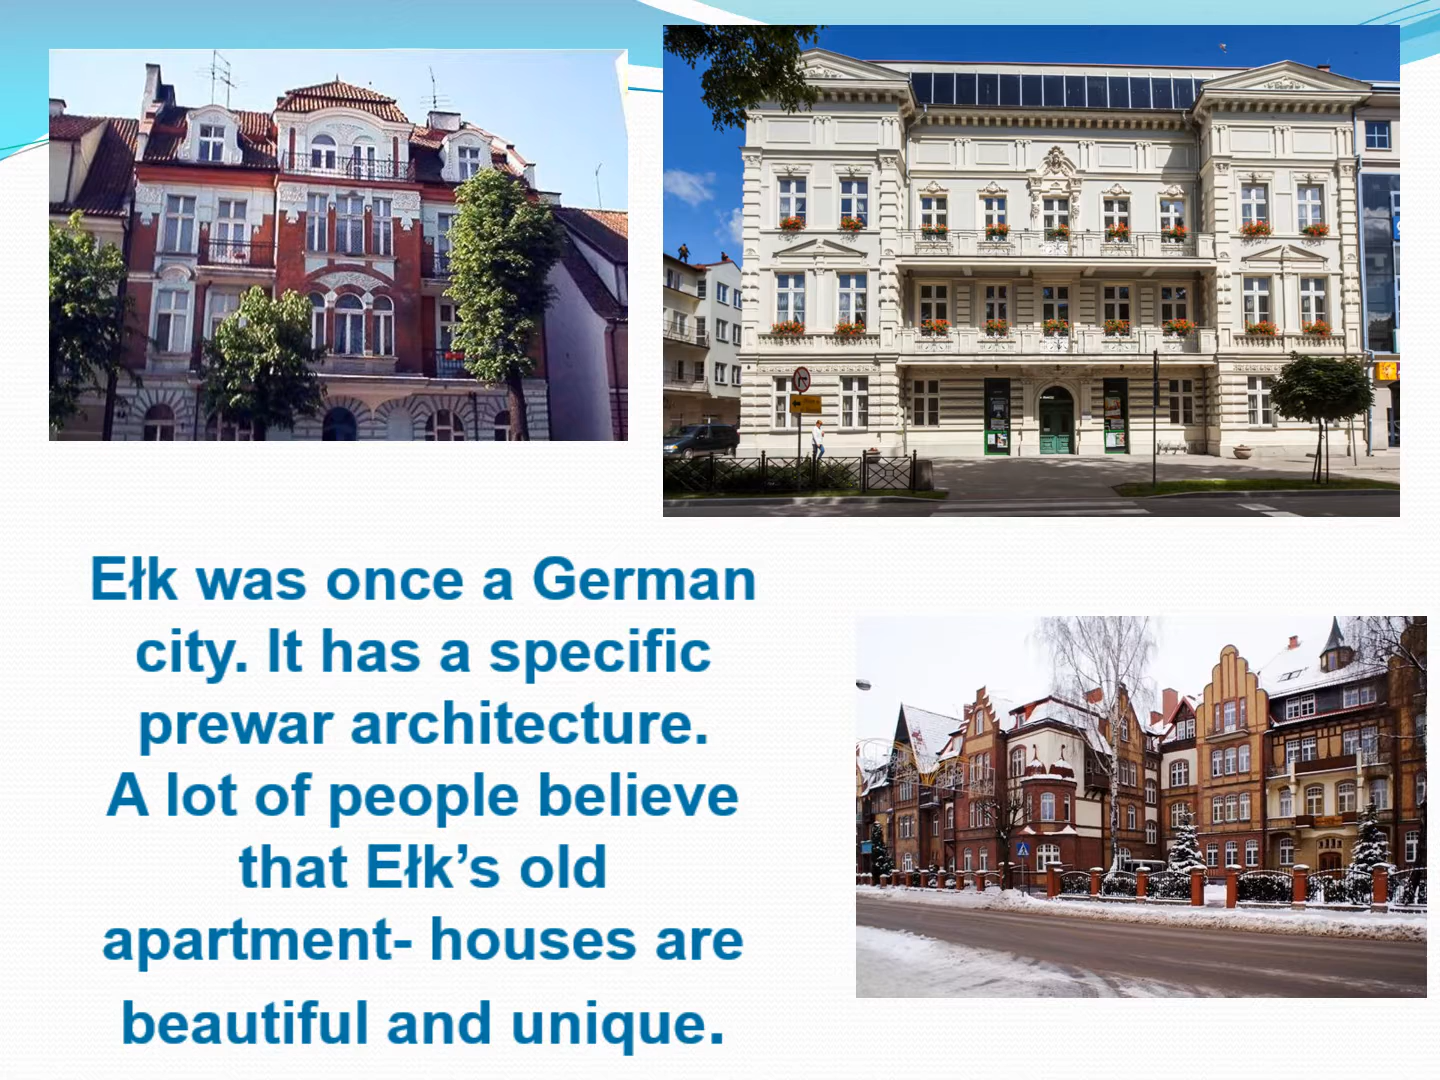 Ełk was once a German
city. It has a specific
prewar architecture.
A lot of people believe
that Ełk’s old
apartment- houses are
beautiful and unique.